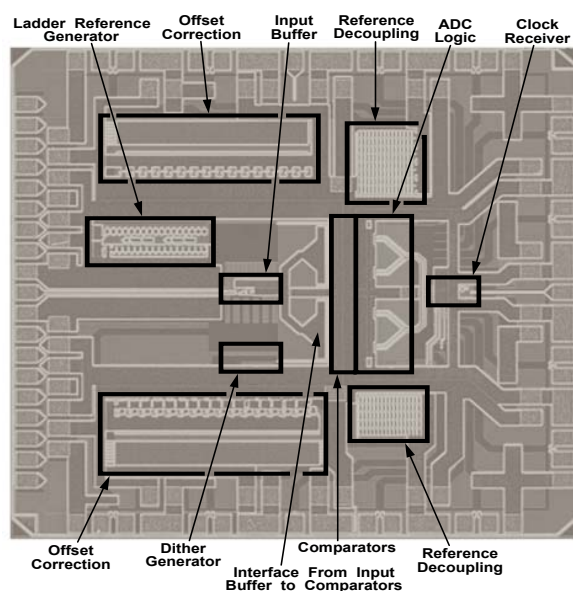 Ladder Reference
Generator
Offset
Correction
Input
Buffer
Reference
Decoupling
ADC
Logic
Clock
Receiver
Offset
Correction
Dither
Generator
Interface
Buffer to
From Input
Comparators
Comparators
Reference
Decoupling